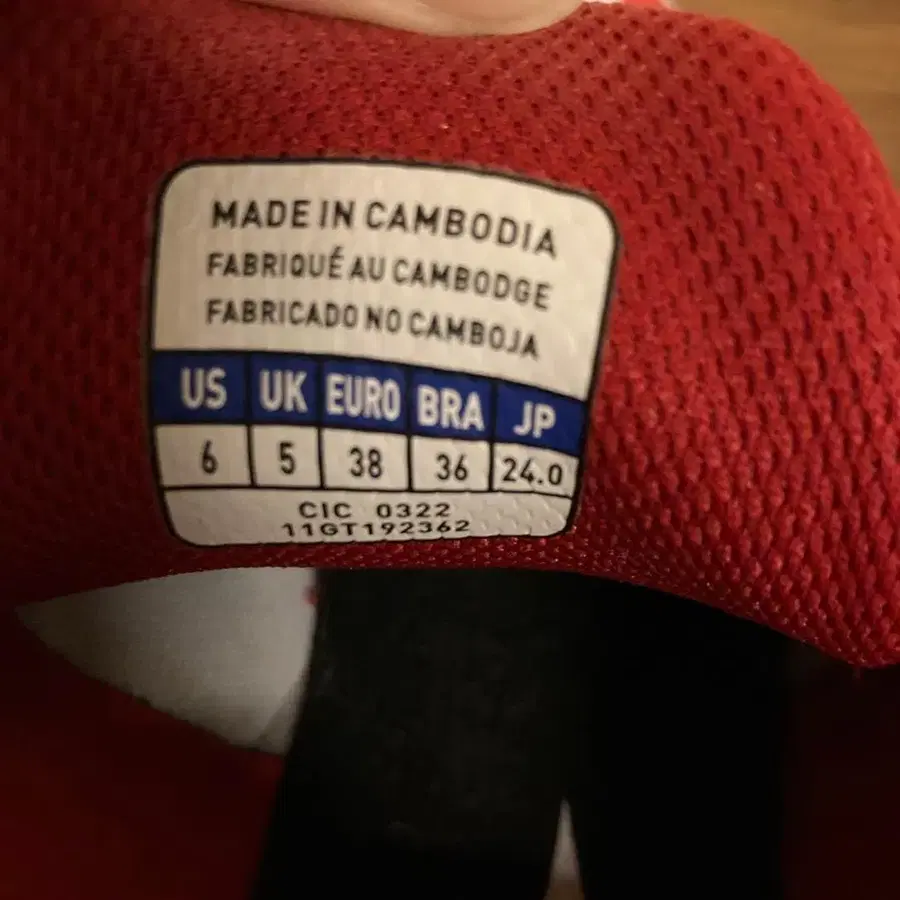 MADE IN CAMBODIA
FABRIQUÉ AU CAMBODGE
FABRICADO NO CAMBOJA
US UK EURO BRA JP
6 5 38 36 24.0
CIC 0322
11GT192362